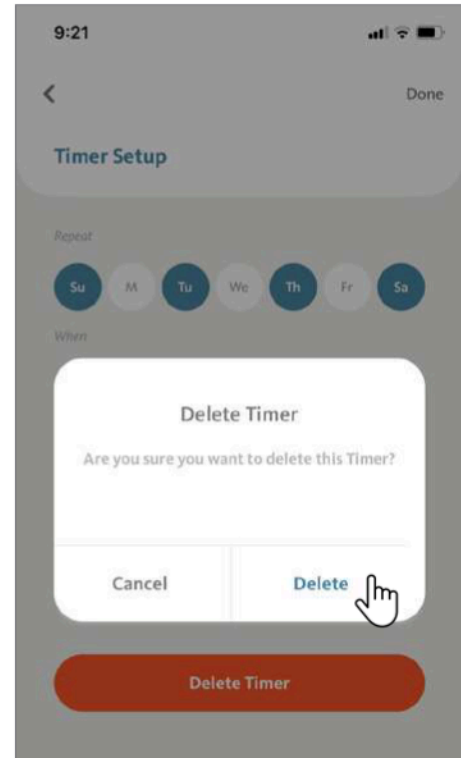 9:21
Done
Timer Setup
Repeat
Su M Tu We Th Fr Sa
When
Delete Timer
Are you sure you want to delete this Timer?
Cancel Delete
Delete Timer